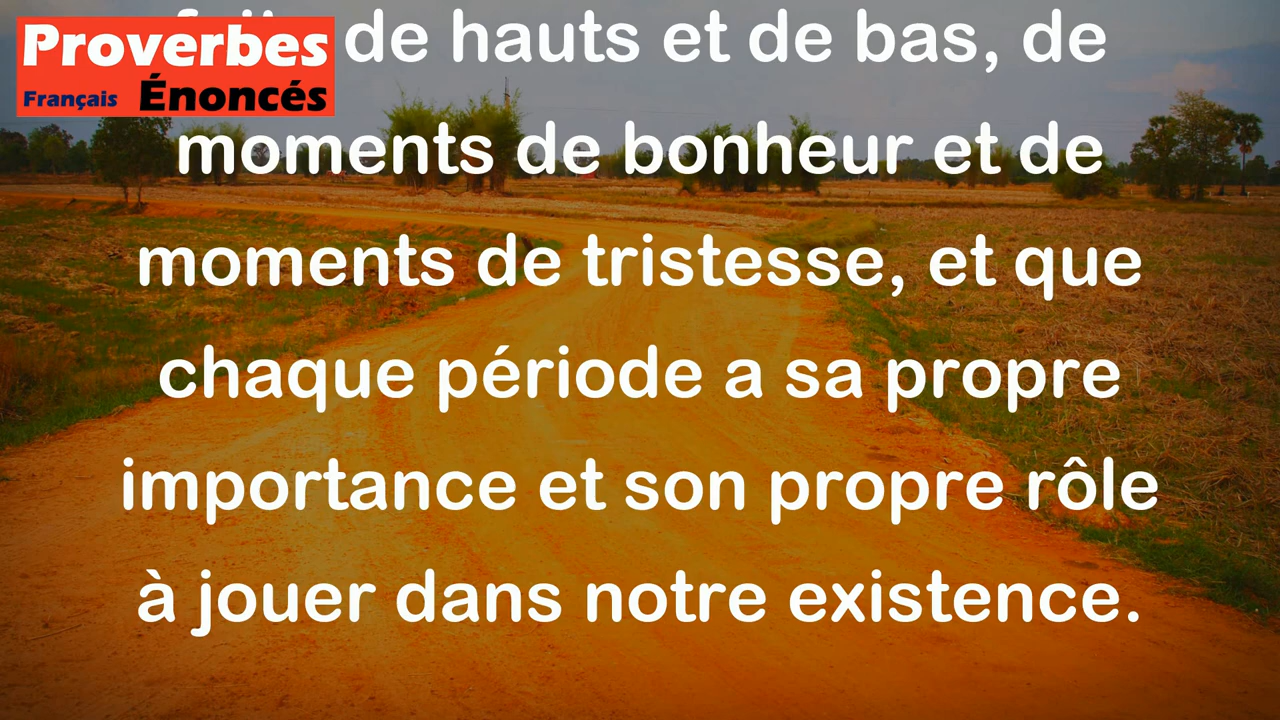 Proverbes
Français Énoncés
de hauts et de bas, de
moments de bonheur et de
moments de tristesse, et que
chaque période a sa propre
importance et son propre rôle
à jouer dans notre existence.